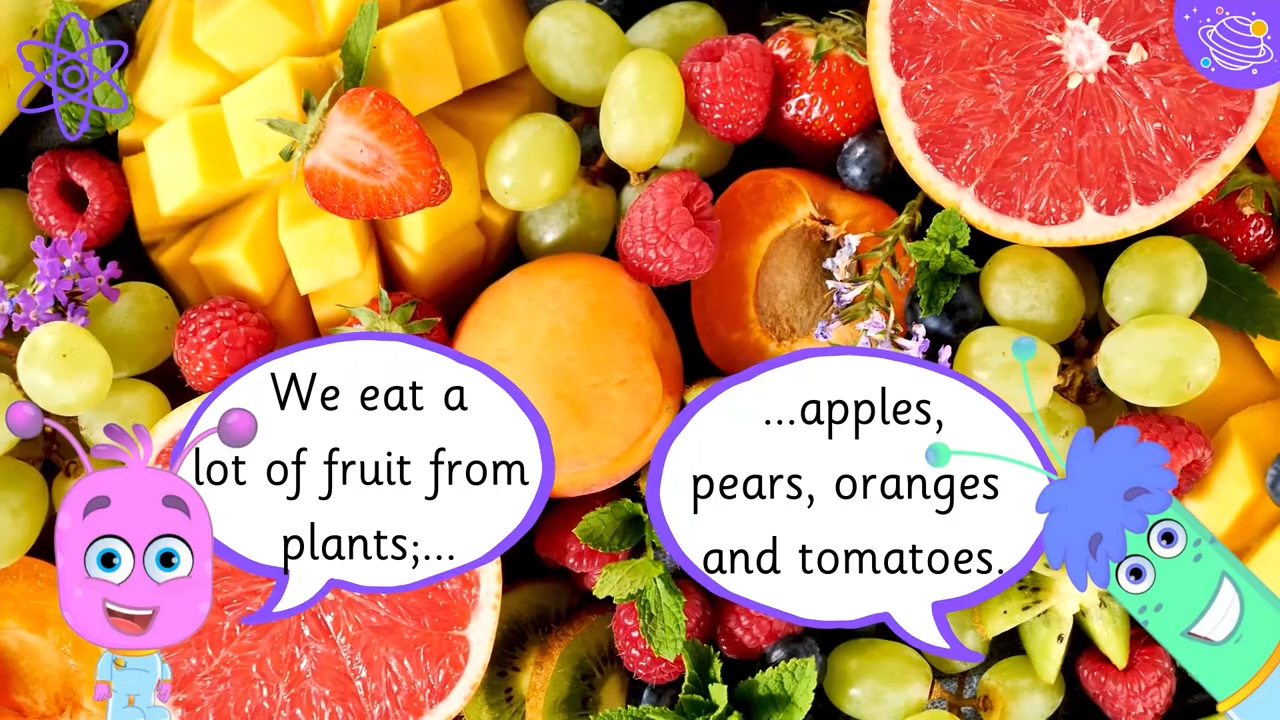 We eat a
lot of fruit from
plants;...
...apples,
pears, oranges
and tomatoes.